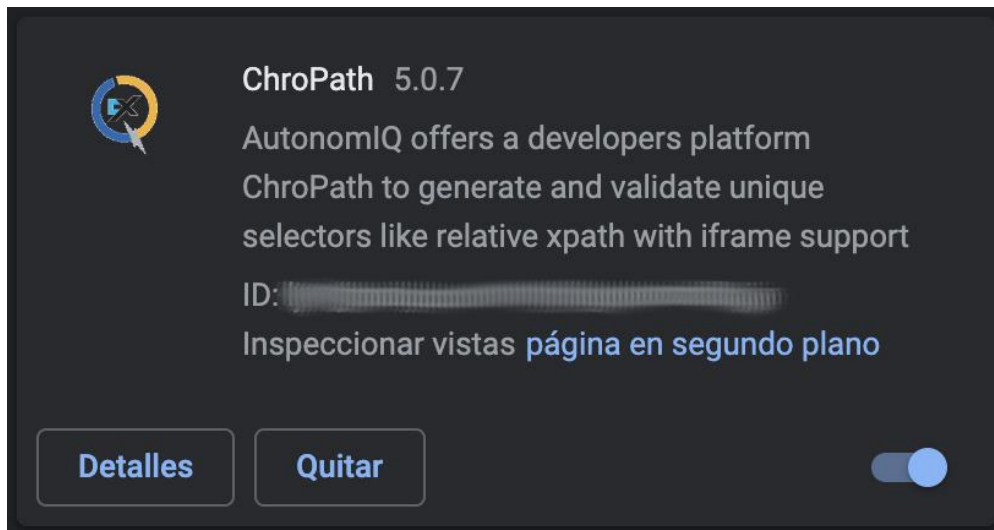 ChroPath 5.0.7
AutonomIQ offers a developers platform
ChroPath to generate and validate unique
selectors like relative xpath with iframe support
ID:
Inspeccionar vistas página en segundo plano
Detalles Quitar